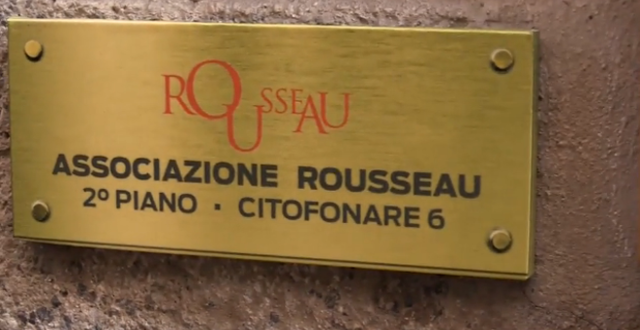 ROUSSEAU
ASSOCIAZIONE ROUSSEAU
2º PIANO · CITOFONARE 6